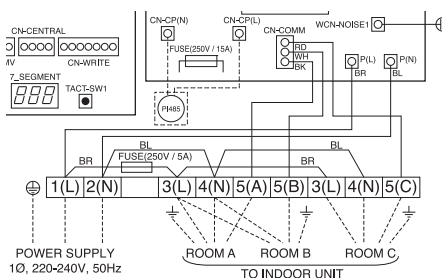 CN-CENTRAL
CN-WRITE
7_SEGMENT
TACT-SW1
CN-CP(N)
CN-CP(L)
FUSE(250V / 15A)
PI485
CN-COMM
RD
WH
BK
WCN-NOISE1
P(L)
P(N)
BR
BL
BL
BL
BR
FUSE(250V / 5A)
BR
1(L) 2(N) 3(L) 4(N) 5(A) 5(B) 3(L) 4(N) 5(C)
POWER SUPPLY
1Ø, 220-240V, 50Hz
ROOM A
ROOM B
ROOM C
TO INDOOR UNIT